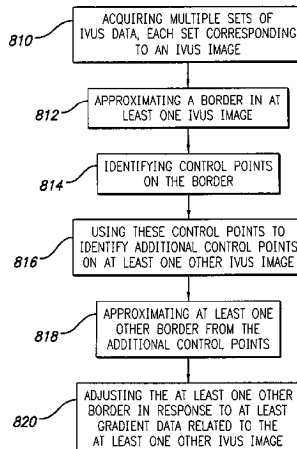 810
ACQUIRING MULTIPLE SETS OF
IVUS DATA, EACH SET CORRESPONDING
TO AN IVUS IMAGE
812
APPROXIMATING A BORDER IN AT
LEAST ONE IVUS IMAGE
814
IDENTIFYING CONTROL POINTS
ON THE BORDER
816
USING THESE CONTROL POINTS TO
IDENTIFY ADDITIONAL CONTROL POINTS
ON AT LEAST ONE OTHER IVUS IMAGE
818
APPROXIMATING AT LEAST ONE
OTHER BORDER FROM THE
ADDITIONAL CONTROL POINTS
820
ADJUSTING THE AT LEAST ONE OTHER
BORDER IN RESPONSE TO AT LEAST
GRADIENT DATA RELATED TO THE
AT LEAST ONE OTHER IVUS IMAGE